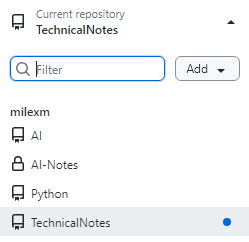 Current repository
TechnicalNotes
Filter
Add
milexm
AI
AI-Notes
Python
TechnicalNotes